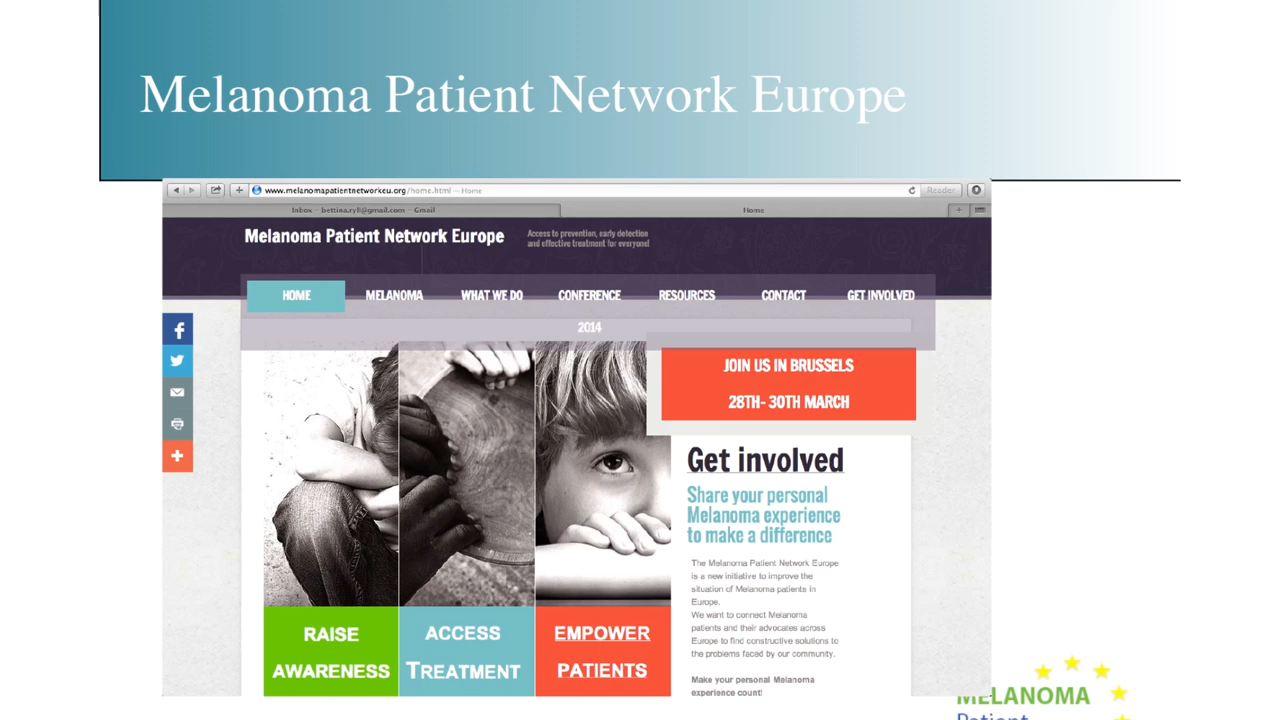 Melanoma Patient Network Europe
www.melanomapatientnetworkeu.org/home.html — Home
Reader
Inbox – bettina.ryll@gmail.com – Gmail
Home
Melanoma Patient Network Europe
Access to prevention, early detection
and effective treatment for everyone!
HOME MELANOMA WHAT WE DO CONFERENCE RESOURCES CONTACT GET INVOLVED
2014
JOIN US IN BRUSSELS
28TH- 30TH MARCH
Get involved
Share your personal
Melanoma experience
to make a difference
The Melanoma Patient Network Europe
is a new initiative to improve the
situation of Melanoma patients in
Europe.
We want to connect Melanoma
patients and their advocates across
Europe to find constructive solutions to
the problems faced by our community.
Make your personal Melanoma
experience count!
RAISE
AWARENESS
ACCESS
TREATMENT
EMPOWER
PATIENTS
MELANOMA
Patient